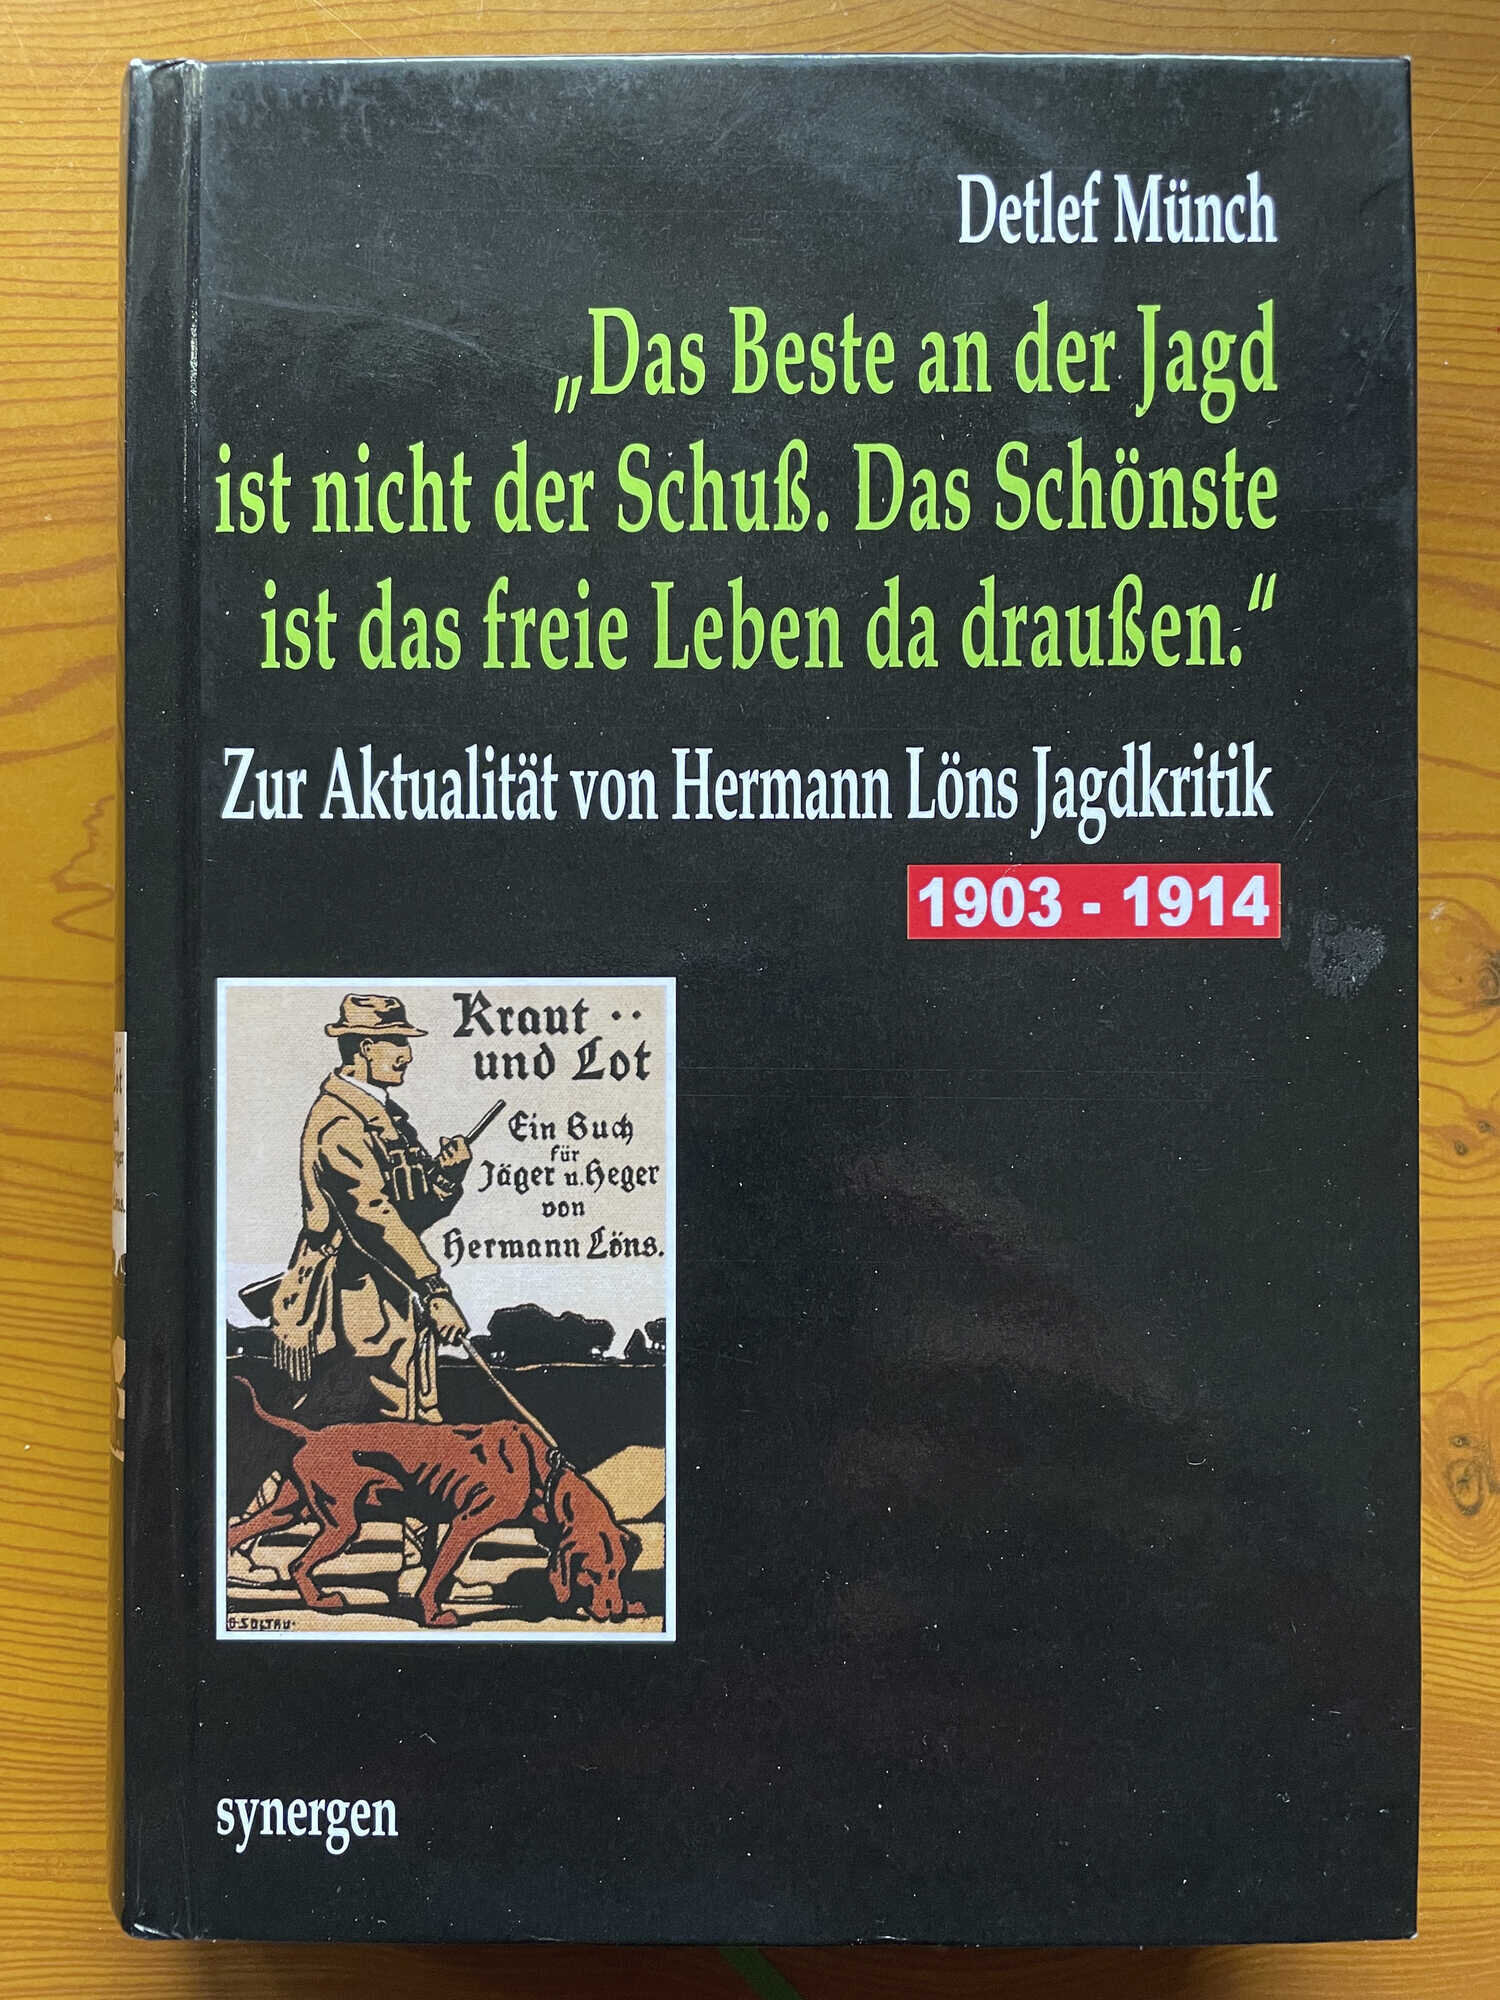 Detlef Münch
„Das Beste an der Jagd
ist nicht der Schuß. Das Schönste
ist das freie Leben da draußen.“
Zur Aktualität von Hermann Löns Jagdkritik
1903 - 1914
Kraut
und Lot
Ein Buch
für
Jäger u. Heger
von
Hermann Löns.
G·SOLTAU·
synergen